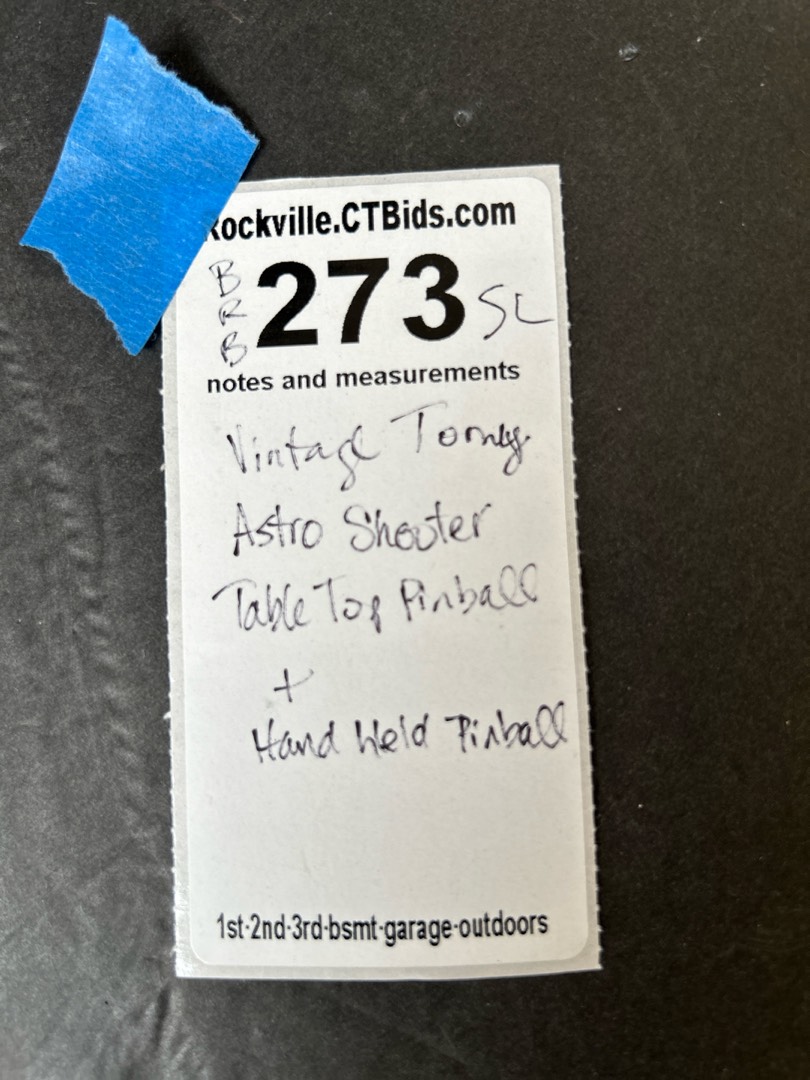 Rockville.CTBids.com
BRB 273 SL
notes and measurements
Vintage Tomy
Astro Shooter
Table Top Pinball
+
Hand Held Pinball
1st-2nd-3rd-bsmt-garage-outdoors